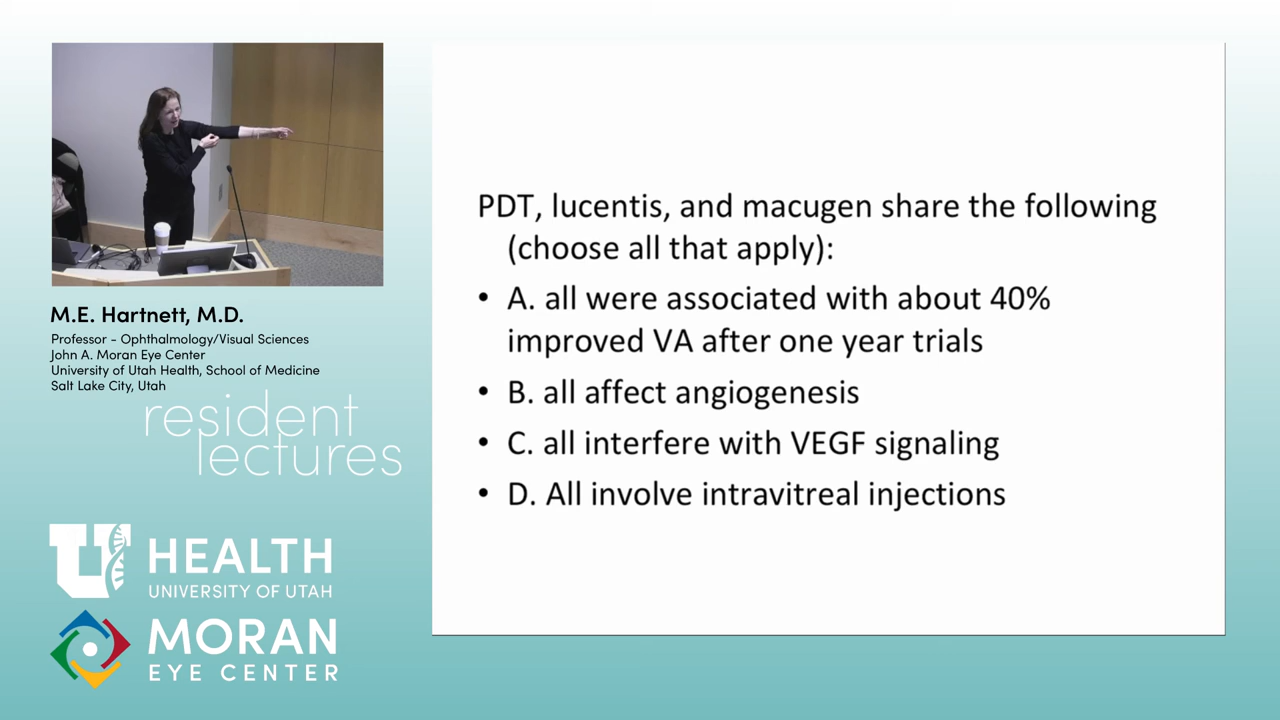 M.E. Hartnett, M.D.
Professor - Ophthalmology/Visual Sciences
John A. Moran Eye Center
University of Utah Health, School of Medicine
Salt Lake City, Utah
resident
lectures
U HEALTH
UNIVERSITY OF UTAH
MORAN
EYE CENTER
PDT, lucentis, and macugen share the following
(choose all that apply):
• A. all were associated with about 40%
improved VA after one year trials
• B. all affect angiogenesis
• C. all interfere with VEGF signaling
• D. All involve intravitreal injections